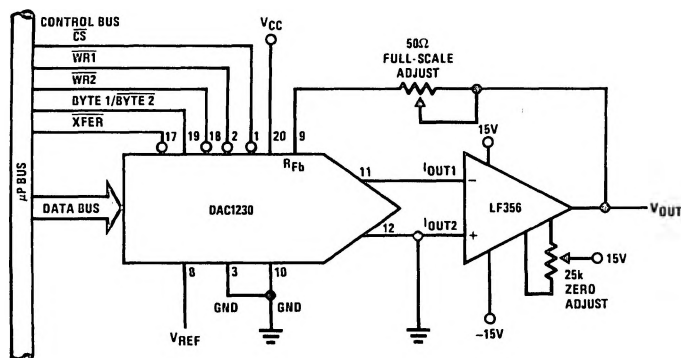 CONTROL BUS
CS
WR1
WR2
BYTE 1/BYTE 2
XFER
µP BUS
DATA BUS
VCC
50Ω
FULL-SCALE
ADJUST
17
19
18
2
1
20
9
RFb
DAC1230
11
IOUT1
12
IOUT2
8
3
10
VREF
GND
GND
15V
−
LF356
+
VOUT
15V
25k
ZERO
ADJUST
−15V